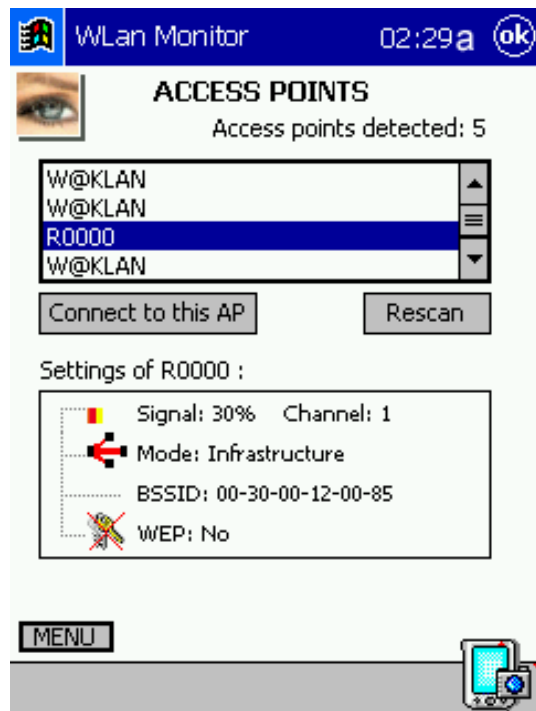 WLan Monitor 02:29a ok
ACCESS POINTS
Access points detected: 5
W@KLAN
W@KLAN
R0000
W@KLAN
Connect to this AP Rescan
Settings of R0000 :
Signal: 30% Channel: 1
Mode: Infrastructure
BSSID: 00-30-00-12-00-85
WEP: No
MENU